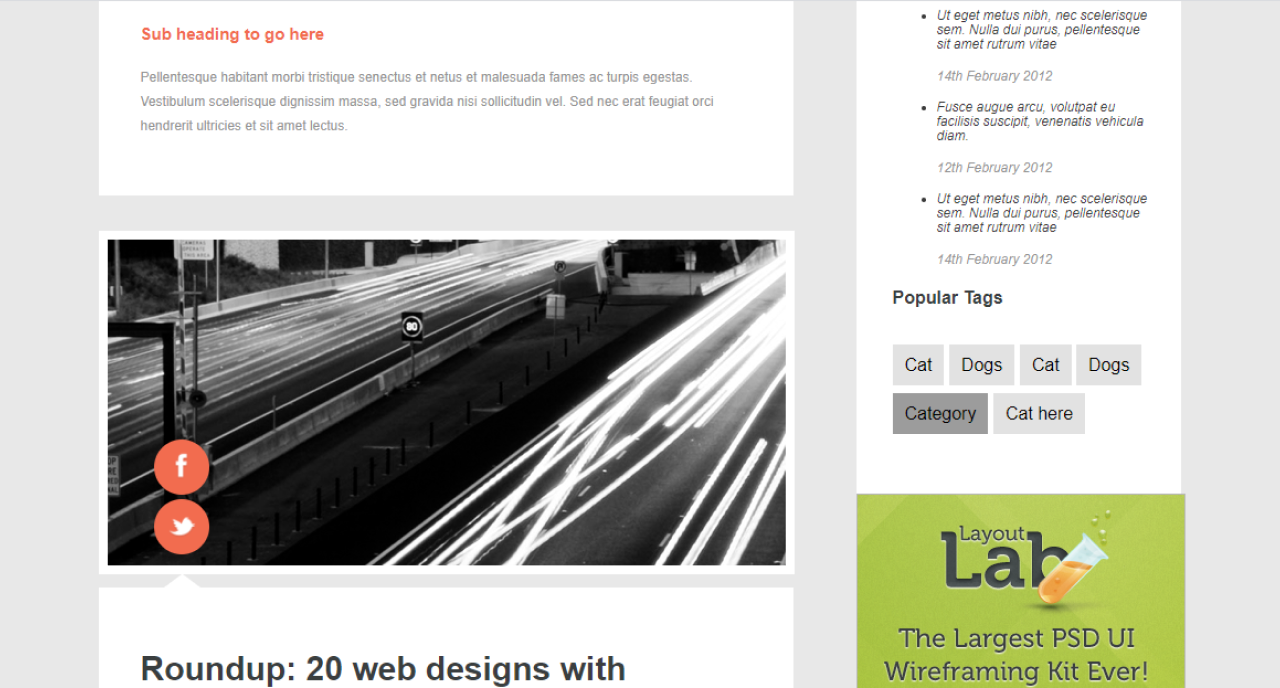 Sub heading to go here
Pellentesque habitant morbi tristique senectus et netus et malesuada fames ac turpis egestas.
Vestibulum scelerisque dignissim massa, sed gravida nisi sollicitudin vel. Sed nec erat feugiat orci
hendrerit ultricies et sit amet lectus.
80
f
Roundup: 20 web designs with
Ut eget metus nibh, nec scelerisque
sem. Nulla dui purus, pellentesque
sit amet rutrum vitae
14th February 2012
Fusce augue arcu, volutpat eu
facilisis suscipit, venenatis vehicula
diam.
12th February 2012
Ut eget metus nibh, nec scelerisque
sem. Nulla dui purus, pellentesque
sit amet rutrum vitae
14th February 2012
Popular Tags
Cat Dogs Cat Dogs
Category Cat here
Layout
Lab
The Largest PSD UI
Wireframing Kit Ever!